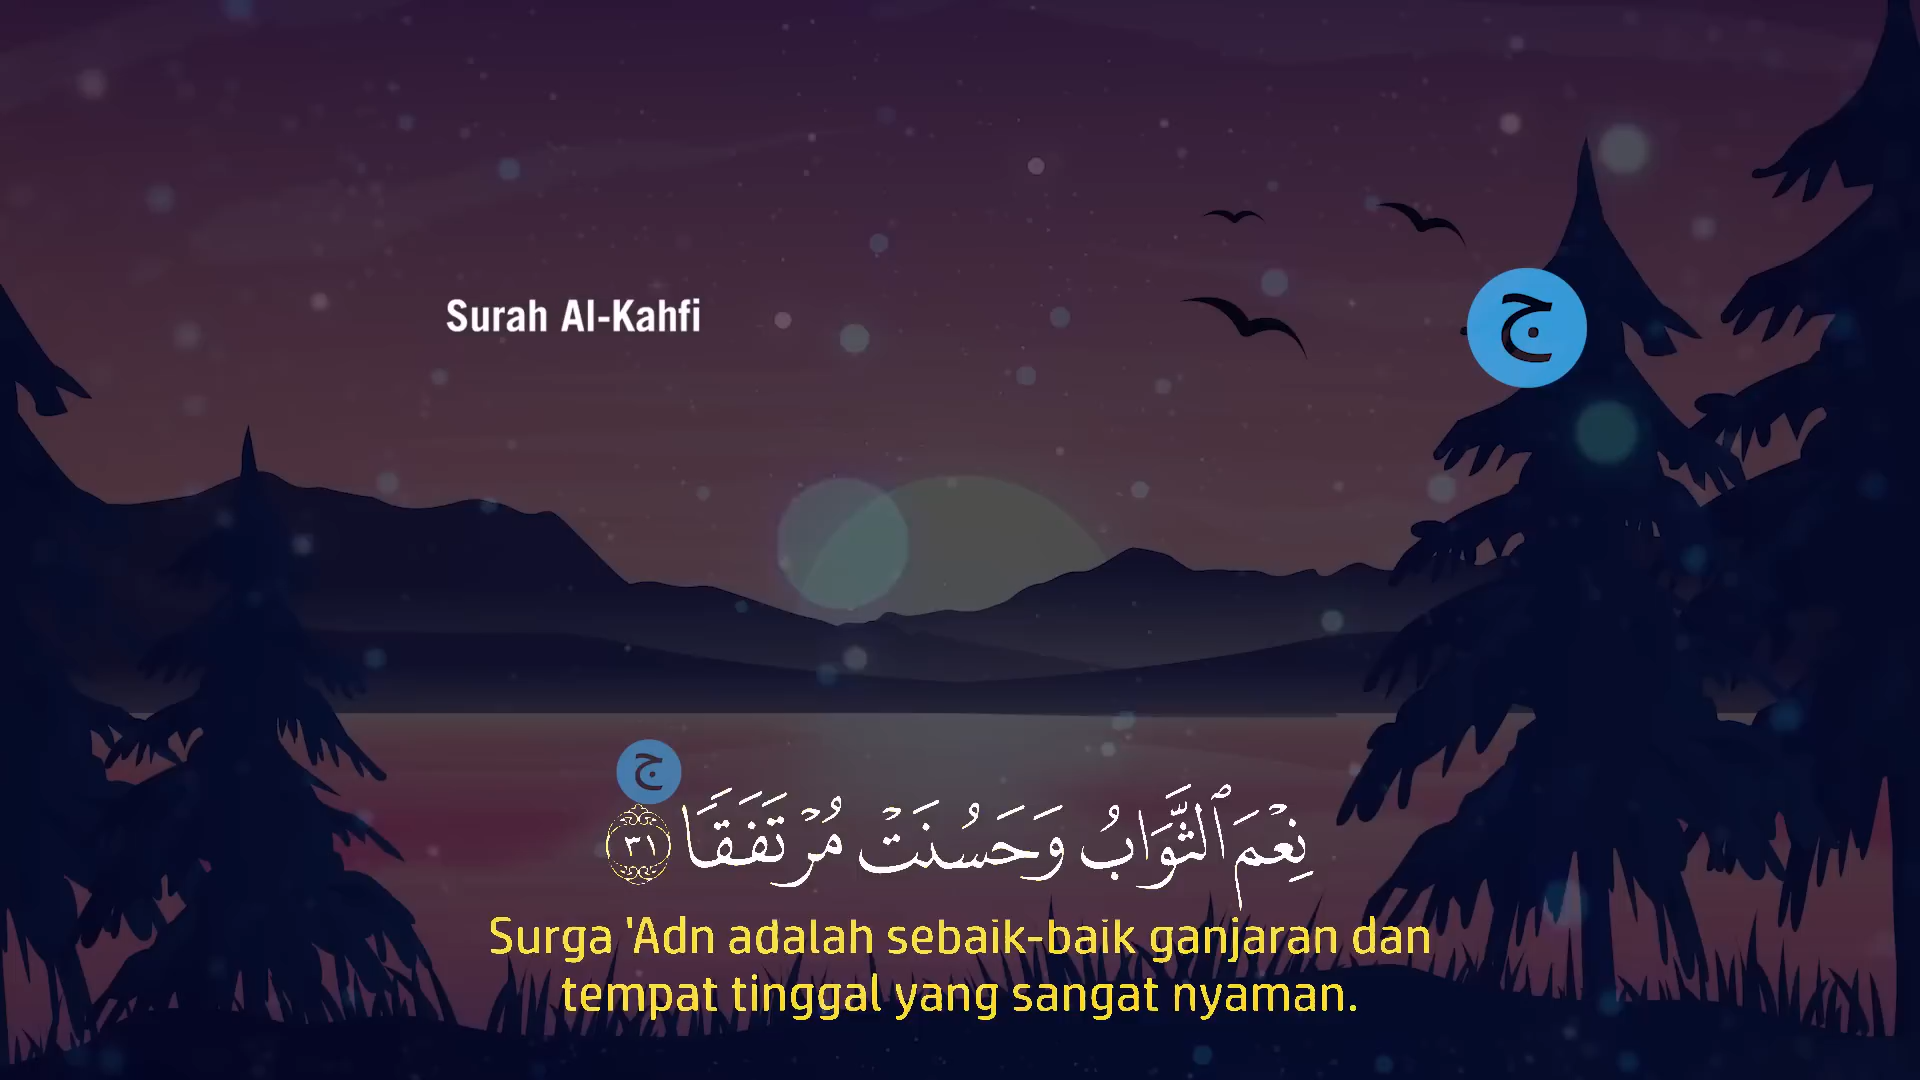 Surah Al-Kahfi
ج
ج
نِعْمَ ٱلثَّوَابُ وَحَسُنَتْ مُرْتَفَقًا ٣١
Surga 'Adn adalah sebaik-baik ganjaran dan
tempat tinggal yang sangat nyaman.